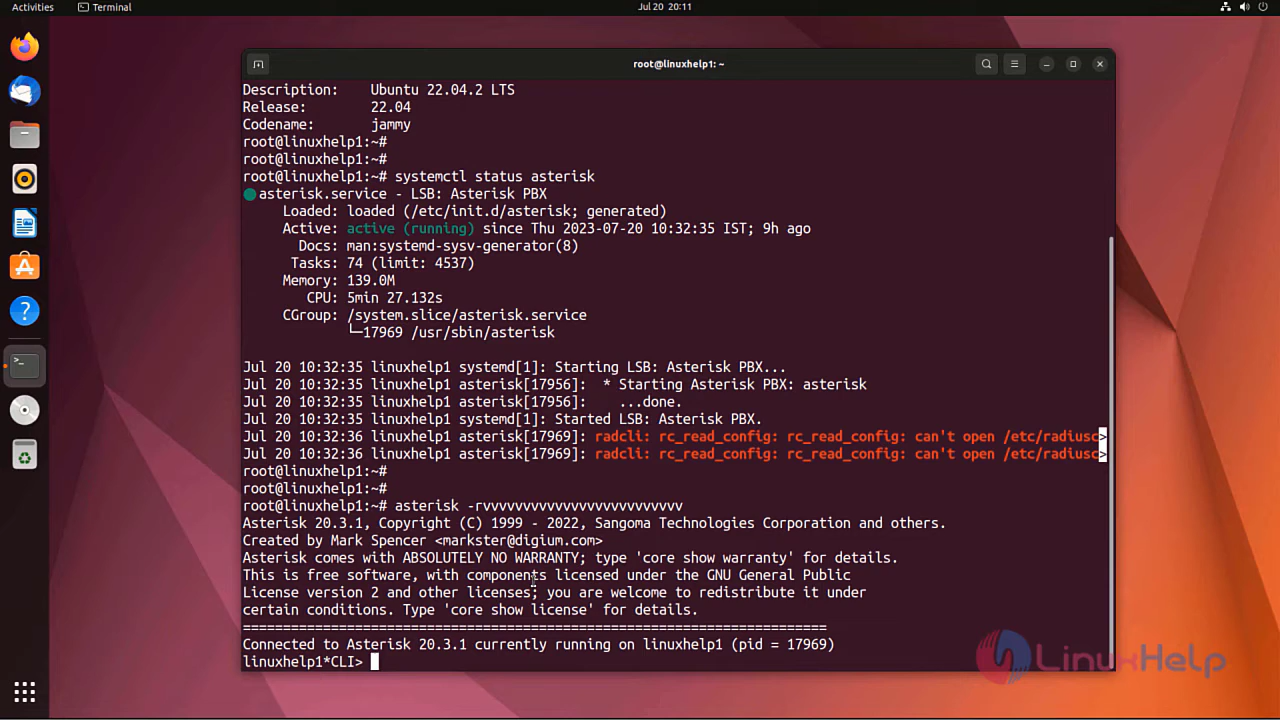 Activities Terminal Jul 20 20:11
root@linuxhelp1: ~
Description: Ubuntu 22.04.2 LTS
Release: 22.04
Codename: jammy
root@linuxhelp1:~#
root@linuxhelp1:~#
root@linuxhelp1:~# systemctl status asterisk
asterisk.service - LSB: Asterisk PBX
Loaded: loaded (/etc/init.d/asterisk; generated)
Active: active (running) since Thu 2023-07-20 10:32:35 IST; 9h ago
Docs: man:systemd-sysv-generator(8)
Tasks: 74 (limit: 4537)
Memory: 139.0M
CPU: 5min 27.132s
CGroup: /system.slice/asterisk.service
└─17969 /usr/sbin/asterisk
Jul 20 10:32:35 linuxhelp1 systemd[1]: Starting LSB: Asterisk PBX...
Jul 20 10:32:35 linuxhelp1 asterisk[17956]:  * Starting Asterisk PBX: asterisk
Jul 20 10:32:35 linuxhelp1 asterisk[17956]:    ...done.
Jul 20 10:32:35 linuxhelp1 systemd[1]: Started LSB: Asterisk PBX.
Jul 20 10:32:36 linuxhelp1 asterisk[17969]: radcli: rc_read_config: rc_read_config: can't open /etc/radiusc>
Jul 20 10:32:36 linuxhelp1 asterisk[17969]: radcli: rc_read_config: rc_read_config: can't open /etc/radiusc>
root@linuxhelp1:~#
root@linuxhelp1:~#
root@linuxhelp1:~# asterisk -rvvvvvvvvvvvvvvvvvvvvvvvvv
Asterisk 20.3.1, Copyright (C) 1999 - 2022, Sangoma Technologies Corporation and others.
Created by Mark Spencer <markster@digium.com>
Asterisk comes with ABSOLUTELY NO WARRANTY; type 'core show warranty' for details.
This is free software, with components licensed under the GNU General Public
License version 2 and other licenses; you are welcome to redistribute it under
certain conditions. Type 'core show license' for details.
=========================================================================
Connected to Asterisk 20.3.1 currently running on linuxhelp1 (pid = 17969)
linuxhelp1*CLI>
LinuxHelp